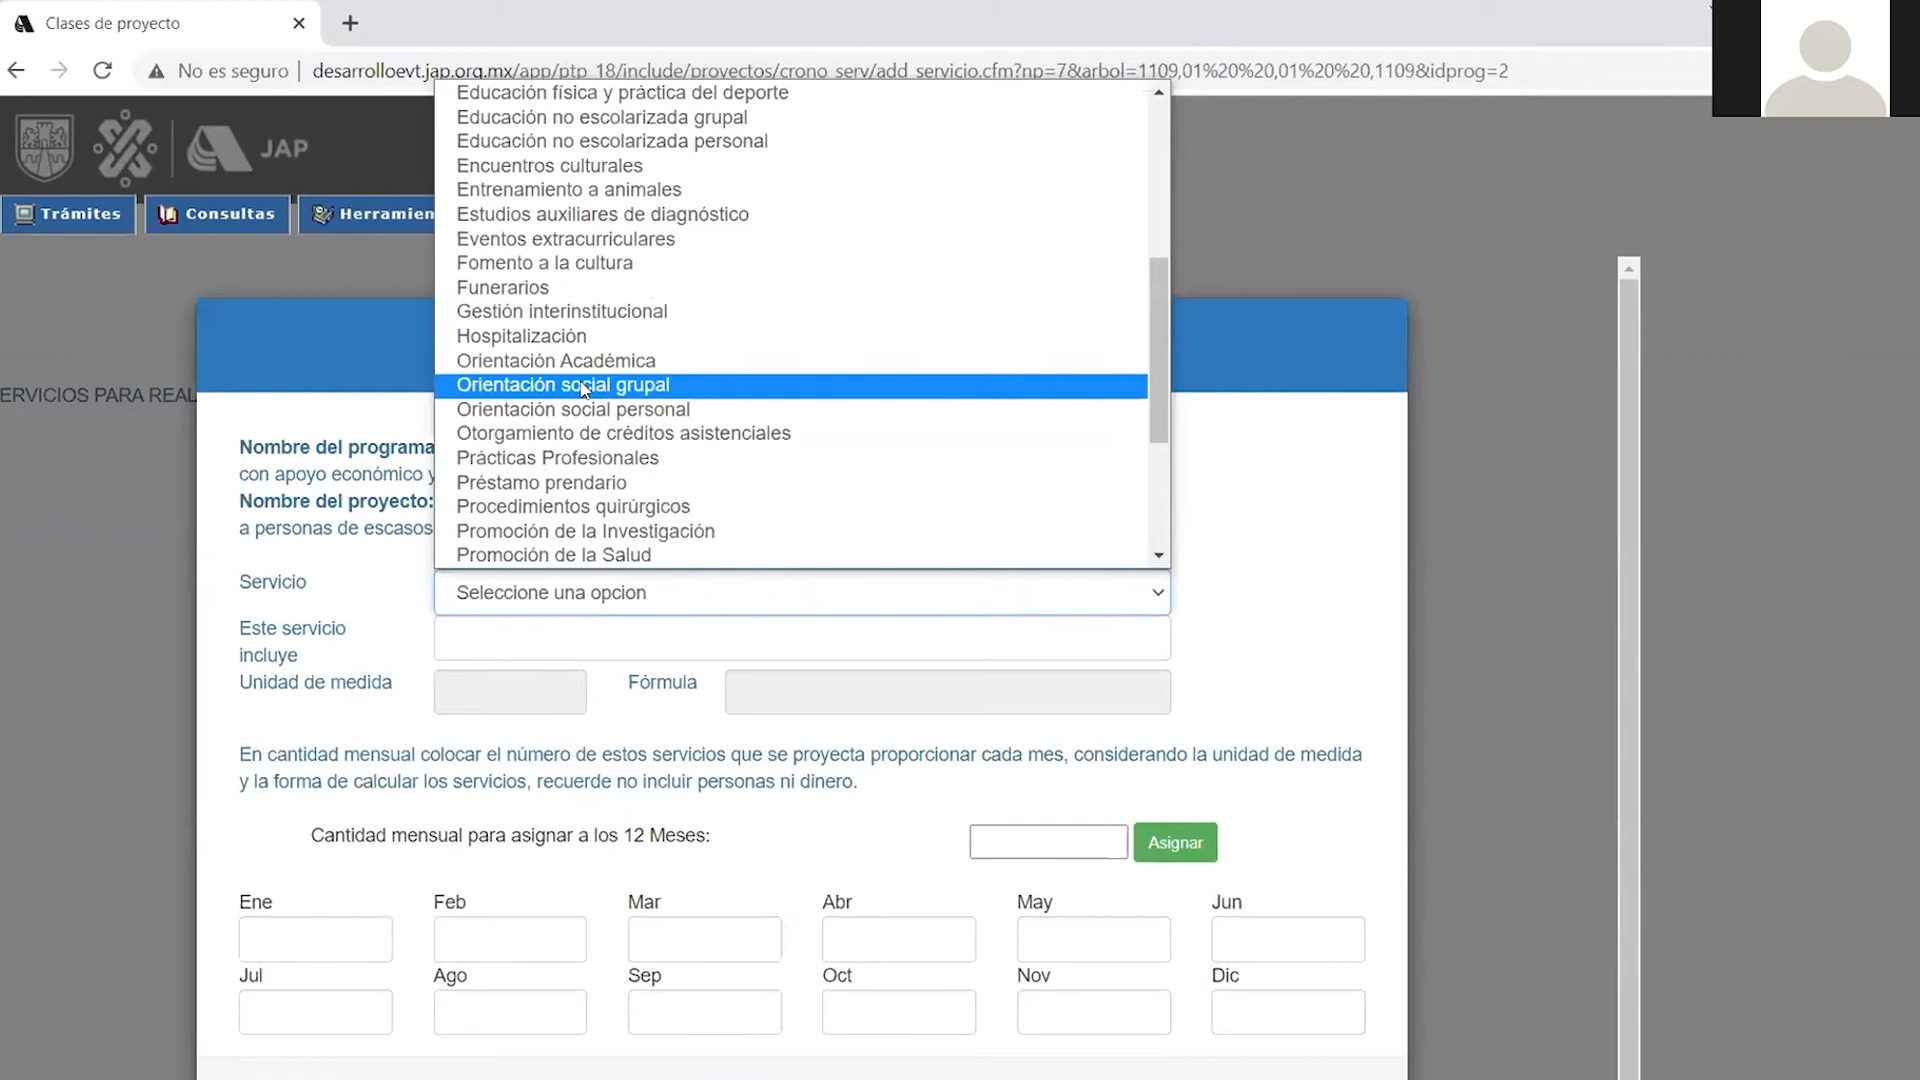 Clases de proyecto
No es seguro
desarrolloevt.jap.org.mx/app/ptp_18/include/proyectos/crono_serv/add_servicio.cfm?np=7&arbol=1109,01%20%20,01%20%20,1109&idprog=2
JAP
Trámites
Consultas
Herramien
Educación física y práctica del deporte
Educación no escolarizada grupal
Educación no escolarizada personal
Encuentros culturales
Entrenamiento a animales
Estudios auxiliares de diagnóstico
Eventos extracurriculares
Fomento a la cultura
Funerarios
Gestión interinstitucional
Hospitalización
Orientación Académica
Orientación social grupal
Orientación social personal
Otorgamiento de créditos asistenciales
Prácticas Profesionales
Préstamo prendario
Procedimientos quirúrgicos
Promoción de la Investigación
Promoción de la Salud
ERVICIOS PARA REAL
Nombre del programa
con apoyo económico y
Nombre del proyecto:
a personas de escasos
Servicio
Seleccione una opcion
Este servicio
incluye
Unidad de medida
Fórmula
En cantidad mensual colocar el número de estos servicios que se proyecta proporcionar cada mes, considerando la unidad de medida
y la forma de calcular los servicios, recuerde no incluir personas ni dinero.
Cantidad mensual para asignar a los 12 Meses:
Asignar
Ene Feb Mar Abr May Jun
Jul Ago Sep Oct Nov Dic